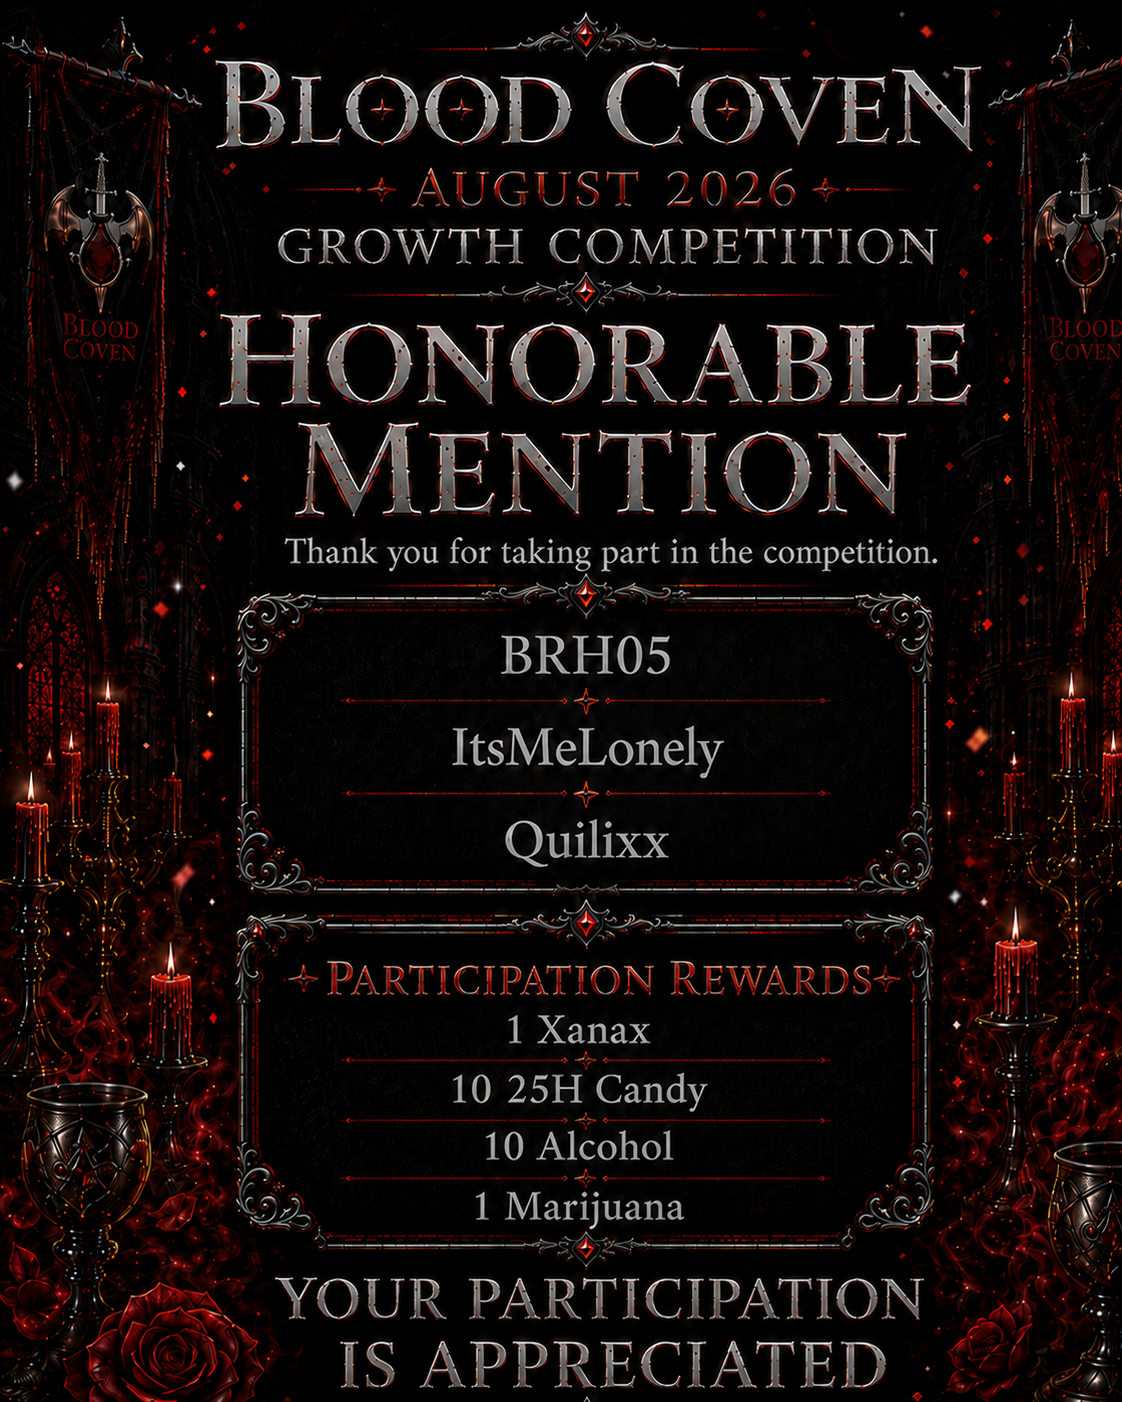 BLOOD COVEN
AUGUST 2026
GROWTH COMPETITION
HONORABLE
MENTION
Thank you for taking part in the competition.
BRH05
ItsMeLonely
Quilixx
PARTICIPATION REWARDS
1 Xanax
10 25H Candy
10 Alcohol
1 Marijuana
YOUR PARTICIPATION
IS APPRECIATED
BLOOD
COVEN
BLOOD
COVEN